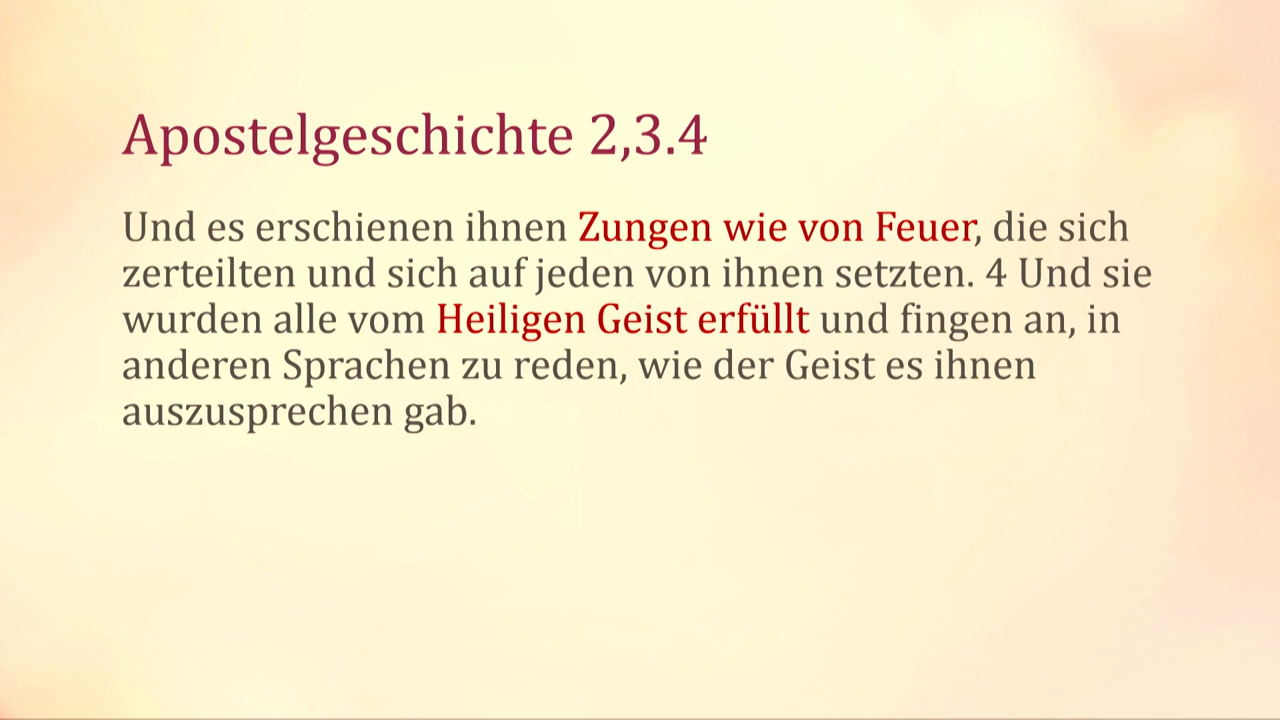 Apostelgeschichte 2,3.4
Und es erschienen ihnen Zungen wie von Feuer, die sich
zerteilten und sich auf jeden von ihnen setzten. 4 Und sie
wurden alle vom Heiligen Geist erfüllt und fingen an, in
anderen Sprachen zu reden, wie der Geist es ihnen
auszusprechen gab.